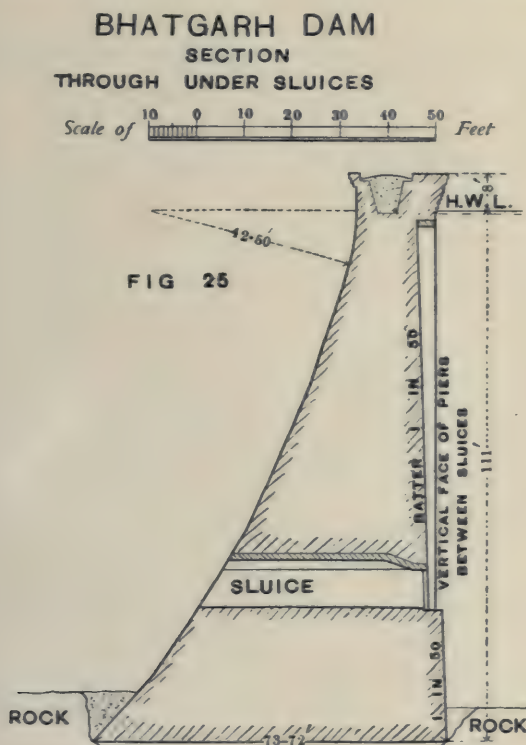 BHATGARH DAM
SECTION
THROUGH UNDER SLUICES
10 0 10 20 30 40 50
Scale of Feet
8'
H.W.L.
42·50'
FIG 25
BATTER 1 IN 50
VERTICAL FACE OF PIERS
BETWEEN SLUICES
111'
SLUICE
1 IN 50
ROCK
ROCK
73-72'